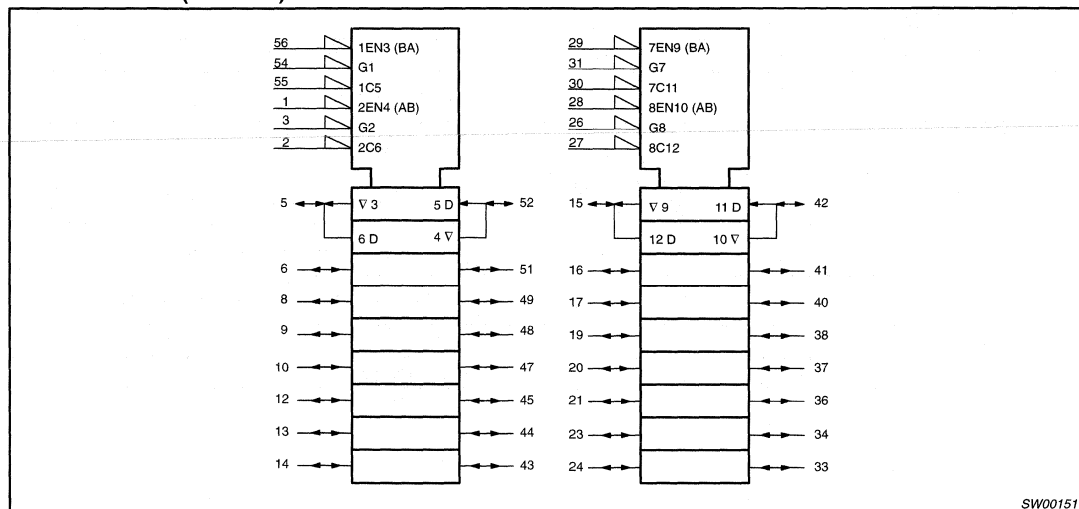 56 1EN3 (BA)
54 G1
55 1C5
1 2EN4 (AB)
3 G2
2 2C6
5 ∇ 3 5 D 52
6 D 4 ∇
6 51
8 49
9 48
10 47
12 45
13 44
14 43
29 7EN9 (BA)
31 G7
30 7C11
28 8EN10 (AB)
26 G8
27 8C12
15 ∇ 9 11 D 42
12 D 10 ∇
16 41
17 40
19 38
20 37
21 36
23 34
24 33
SW00151